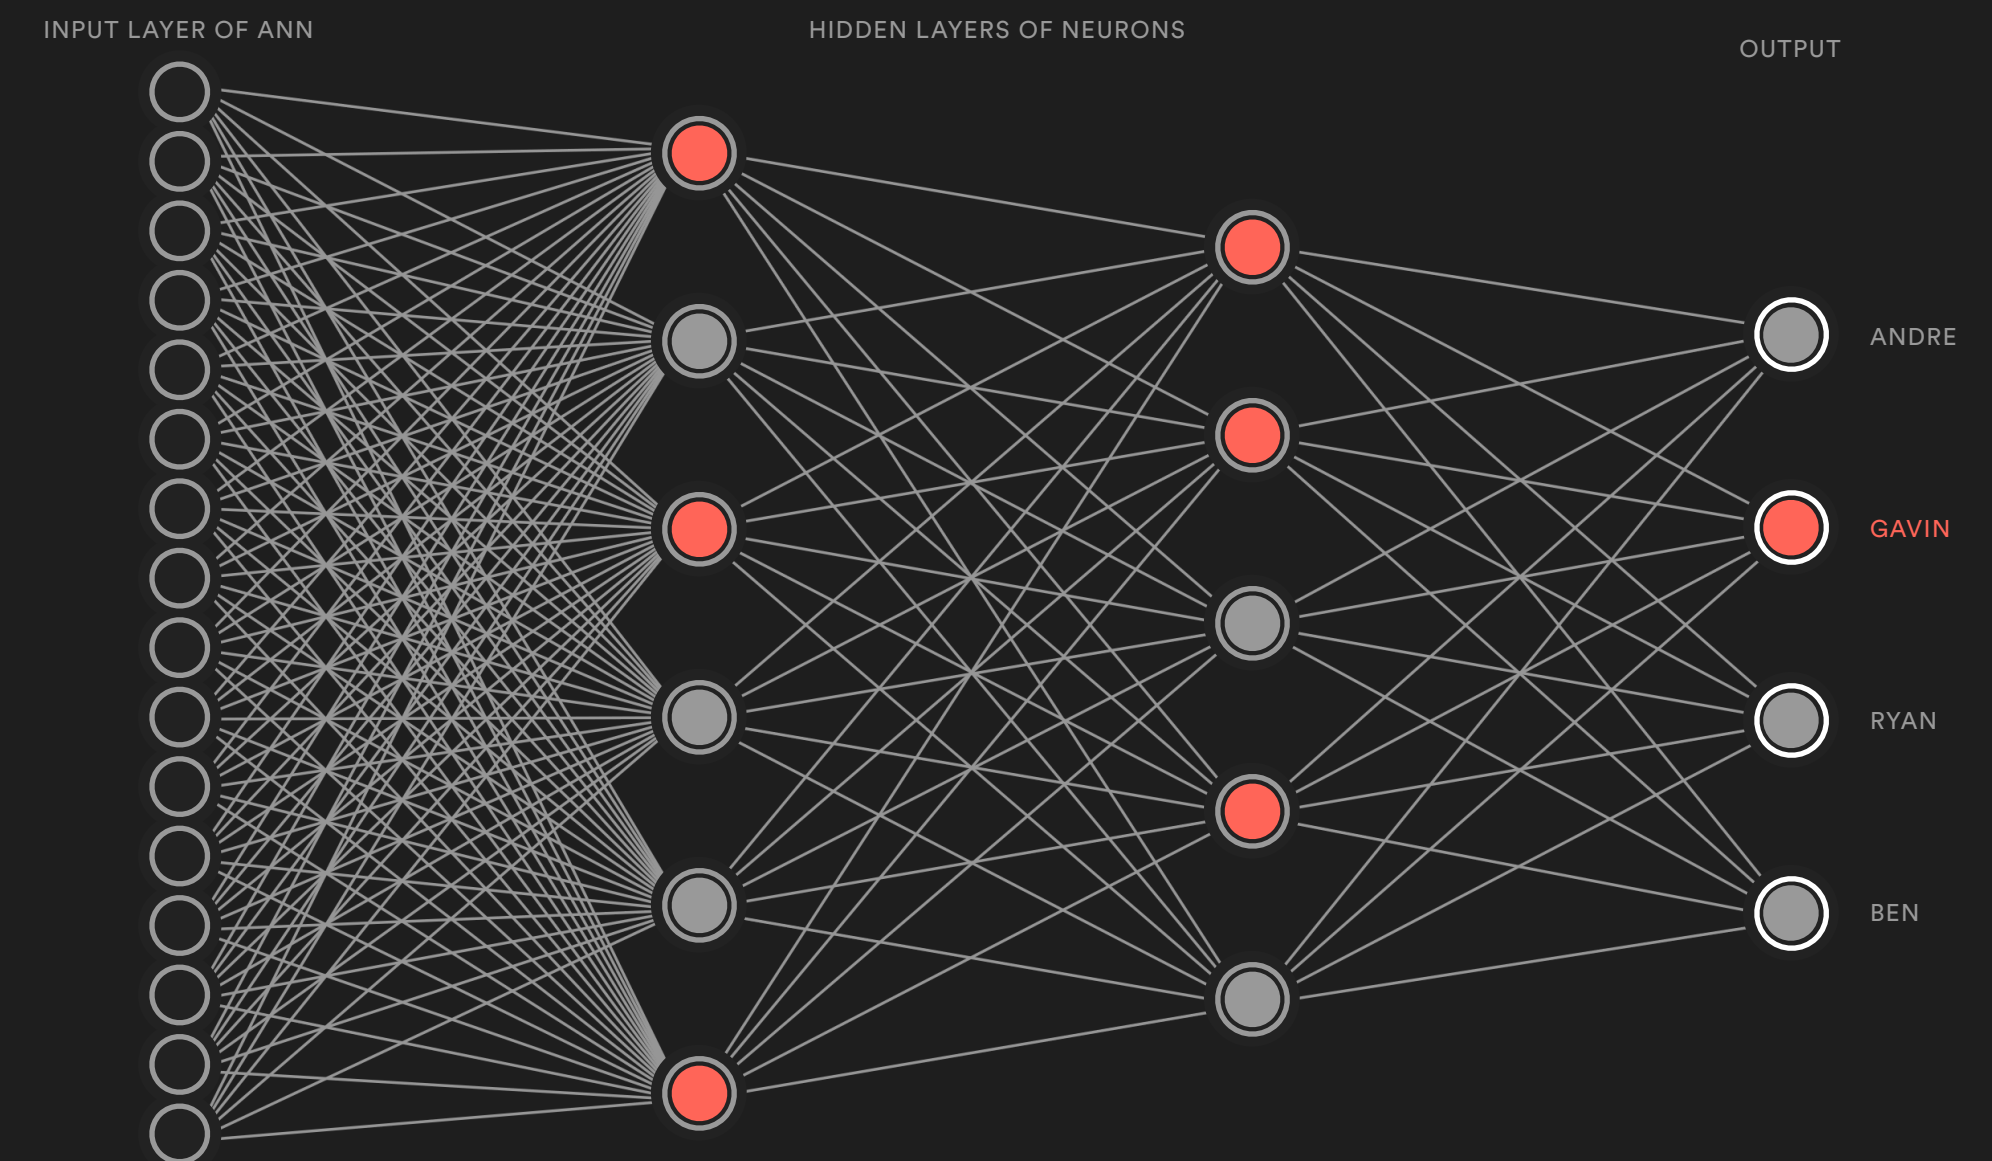 INPUT LAYER OF ANN
HIDDEN LAYERS OF NEURONS
OUTPUT
ANDRE
GAVIN
RYAN
BEN